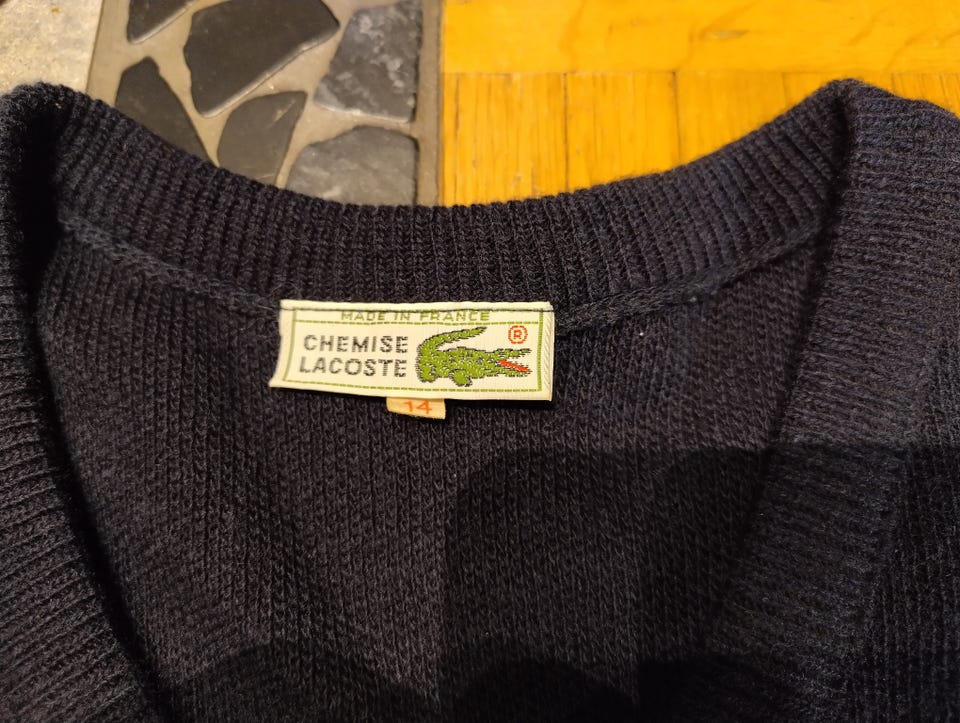 MADE IN FRANCE
CHEMISE
LACOSTE
®
14